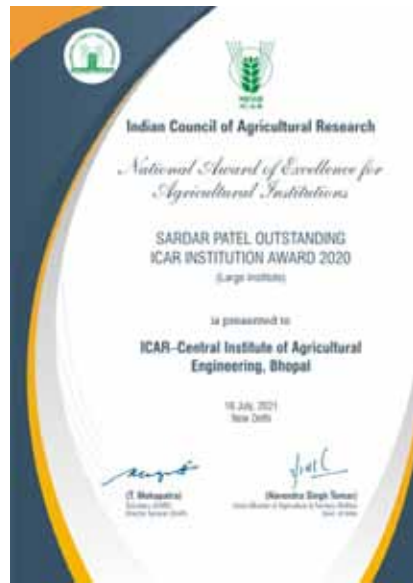 Indian Council of Agricultural Research
National Award of Excellence for
Agricultural Institutions
SARDAR PATEL OUTSTANDING
ICAR INSTITUTION AWARD 2020
(Large Institute)
is presented to
ICAR–Central Institute of Agricultural
Engineering, Bhopal
16 July, 2021
New Delhi
(T. Mohapatra)
(Narendra Singh Tomar)